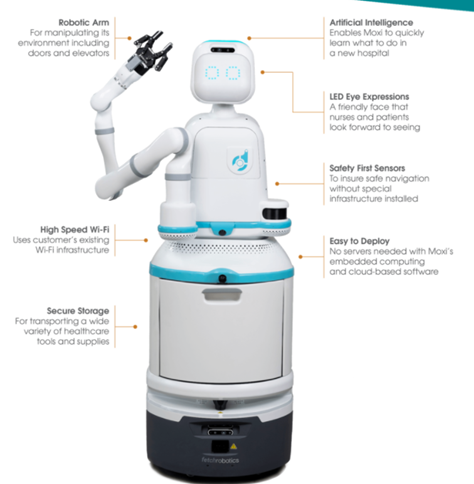 Robotic Arm
For manipulating its
environment including
doors and elevators
Artificial Intelligence
Enables Moxi to quickly
learn what to do in
a new hospital
LED Eye Expressions
A friendly face that
nurses and patients
look forward to seeing
Safety First Sensors
To insure safe navigation
without special
infrastructure installed
High Speed Wi-Fi
Uses customer's existing
Wi-Fi infrastructure
Easy to Deploy
No servers needed with Moxi's
embedded computing
and cloud-based software
Secure Storage
For transporting a wide
variety of healthcare
tools and supplies
fetchrobotics